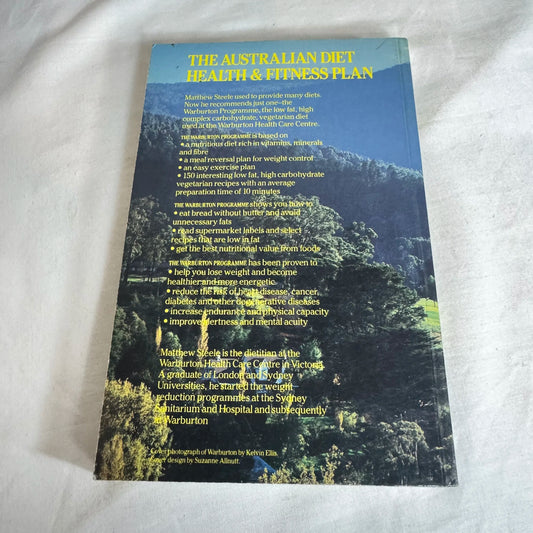 THE AUSTRALIAN DIET
HEALTH & FITNESS PLAN
Matthew Steele used to provide many diets.
Now he recommends just one–the
Warburton Programme, the low fat, high
complex carbohydrate, vegetarian diet
used at the Warburton Health Care Centre.
THE WARBURTON PROGRAMME is based on
• a nutritious diet rich in vitamins, minerals
and fibre
• a meal reversal plan for weight control
• an easy exercise plan
• 150 interesting low fat, high carbohydrate
vegetarian recipes with an average
preparation time of 10 minutes
THE WARBURTON PROGRAMME shows you how to
• eat bread without butter and avoid
unnecessary fats
• read supermarket labels and select
recipes that are low in fat
• get the best nutritional value from foods
THE WARBURTON PROGRAMME has been proven to
• help you lose weight and become
healthier and more energetic
• reduce the risk of heart disease, cancer,
diabetes and other degenerative diseases
• increase endurance and physical capacity
• improve alertness and mental acuity
Matthew Steele is the dietitian at the
Warburton Health Care Centre in Victoria.
A graduate of London and Sydney
Universities, he started the weight
reduction programmes at the Sydney
Sanitarium and Hospital and subsequently
at Warburton
Cover photograph of Warburton by Kelvin Ellis.
Cover design by Suzanne Allnutt.